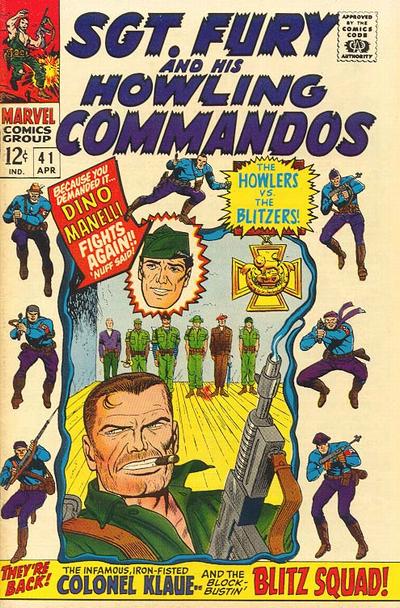 SGT. FURY
AND HIS
HOWLING
COMMANDOS
APPROVED
BY THE
COMICS
CODE
AUTHORITY
MARVEL
COMICS
GROUP
12¢
IND.
41
APR
BECAUSE YOU
DEMANDED IT...
DINO
MANELLI
FIGHTS
AGAIN!!
'NUFF SAID!
THE
HOWLERS
VS.
THE
BLITZERS!
THEY'RE
BACK!
THE INFAMOUS, IRON-FISTED
COLONEL KLAUE--
AND THE
BLOCK-
BUSTIN'
BLITZ SQUAD!